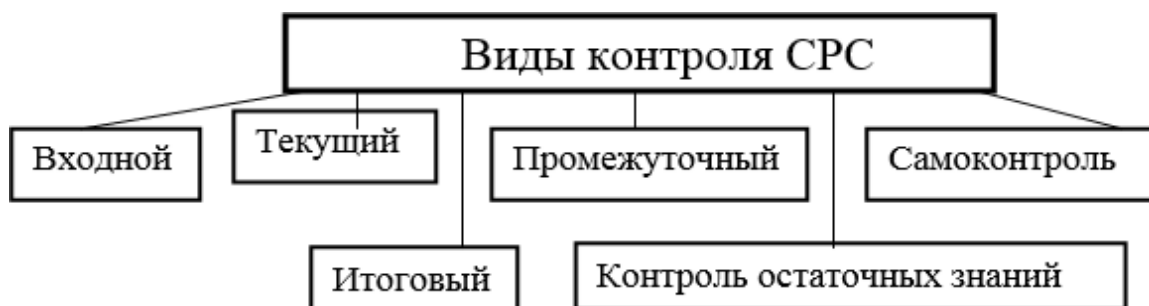 Виды контроля СРС
Входной
Текущий
Промежуточный
Самоконтроль
Итоговый
Контроль остаточных знаний